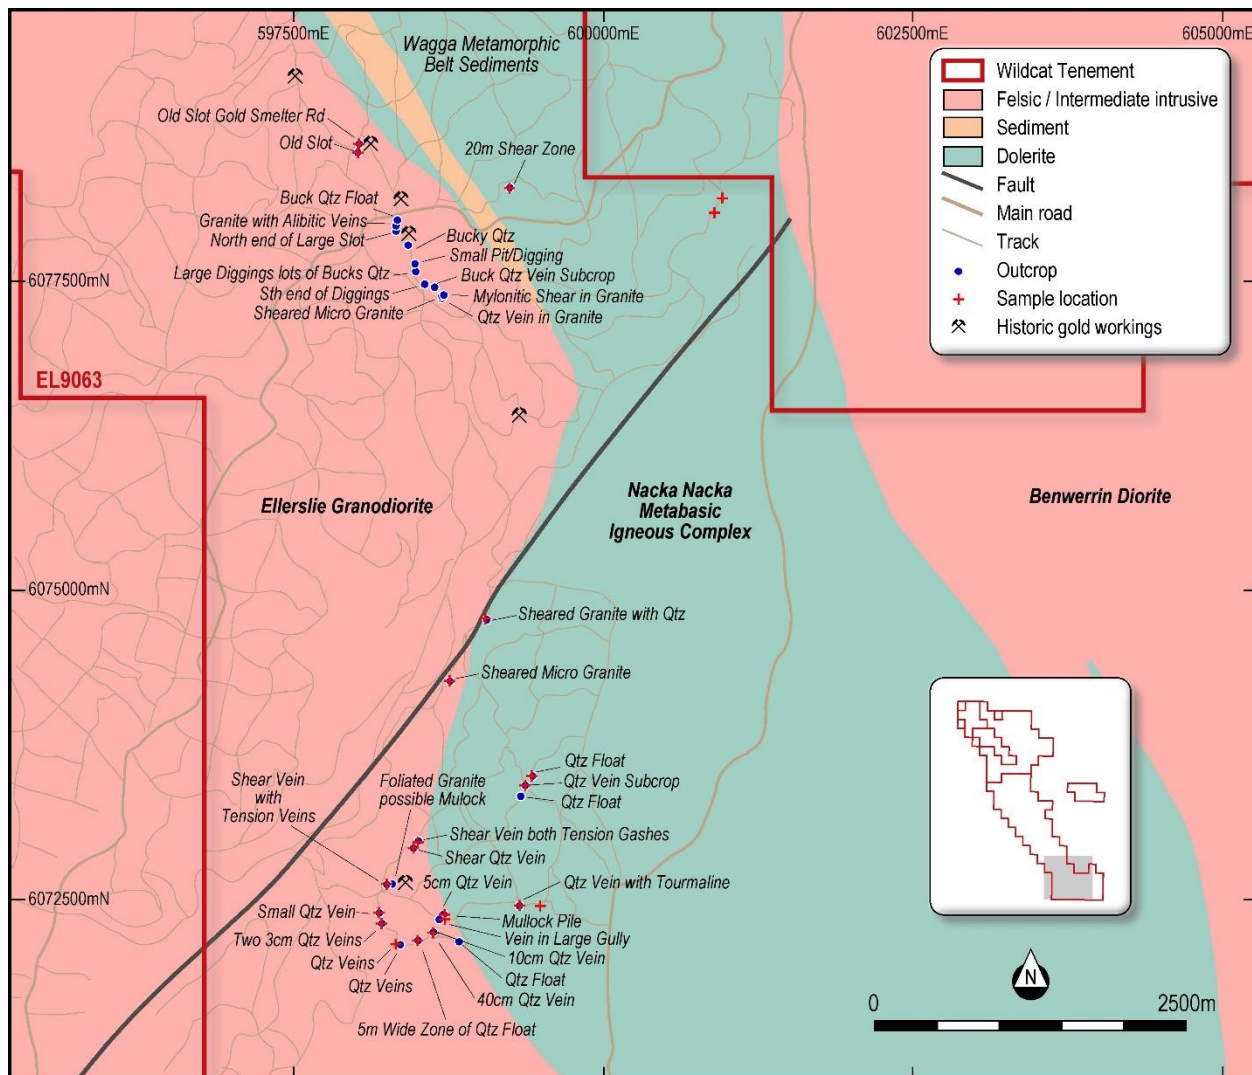 597500mE
600000mE
602500mE
605000mE
Wagga Metamorphic
Belt Sediments
Wildcat Tenement
Felsic / Intermediate intrusive
Sediment
Dolerite
Fault
Main road
Track
Outcrop
Sample location
Historic gold workings
Old Slot Gold Smelter Rd
Old Slot
20m Shear Zone
Buck Qtz Float
Granite with Alibitic Veins
North end of Large Slot
Bucky Qtz
Small Pit/Digging
Large Diggings lots of Bucks Qtz
Buck Qtz Vein Subcrop
Sth end of Diggings
Mylonitic Shear in Granite
Sheared Micro Granite
Qtz Vein in Granite
6077500mN
EL9063
Ellerslie Granodiorite
Nacka Nacka
Metabasic
Igneous Complex
Benwerrin Diorite
6075000mN
Sheared Granite with Qtz
Sheared Micro Granite
Qtz Float
Qtz Vein Subcrop
Qtz Float
Shear Vein
with
Tension Veins
Foliated Granite
possible Mulock
Shear Vein both Tension Gashes
Shear Qtz Vein
5cm Qtz Vein
Qtz Vein with Tourmaline
6072500mN
Small Qtz Vein
Mullock Pile
Two 3cm Qtz Veins
Vein in Large Gully
Qtz Veins
10cm Qtz Vein
Qtz Veins
Qtz Float
40cm Qtz Vein
5m Wide Zone of Qtz Float
N
0
2500m